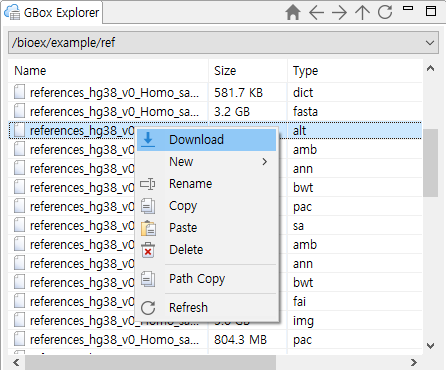 GBox Explorer
/bioex/example/ref
Name Size Type
references_hg38_v0_Homo_sa... 581.7 KB dict
references_hg38_v0_Homo_sa... 3.2 GB fasta
references_hg38_v0 alt
Download
references_hg38_v0 amb
New
references_hg38_v0 ann
Rename
references_hg38_v0 bwt
Copy
references_hg38_v0 pac
Paste
references_hg38_v0 sa
Delete
references_hg38_v0 amb
references_hg38_v0 ann
Path Copy
references_hg38_v0 bwt
references_hg38_v0 fai
Refresh
references_hg38_v0_Homo_sa... img
references_hg38_v0_Homo_sa... 804.3 MB pac